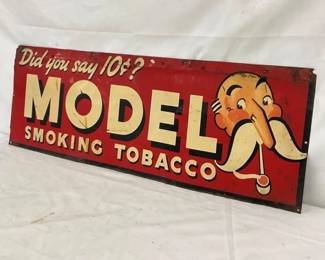 Did you say 10¢?
MODEL
SMOKING TOBACCO